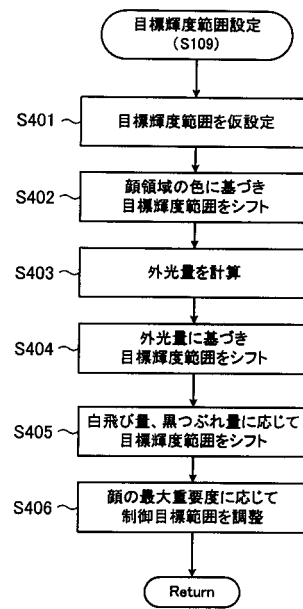 目標輝度範囲設定
(S109)
S401
目標輝度範囲を仮設定
S402
顔領域の色に基づき
目標輝度範囲をシフト
S403
外光量を計算
S404
外光量に基づき
目標輝度範囲をシフト
S405
白飛び量、黒つぶれ量に応じて
目標輝度範囲をシフト
S406
顔の最大重要度に応じて
制御目標範囲を調整
Return